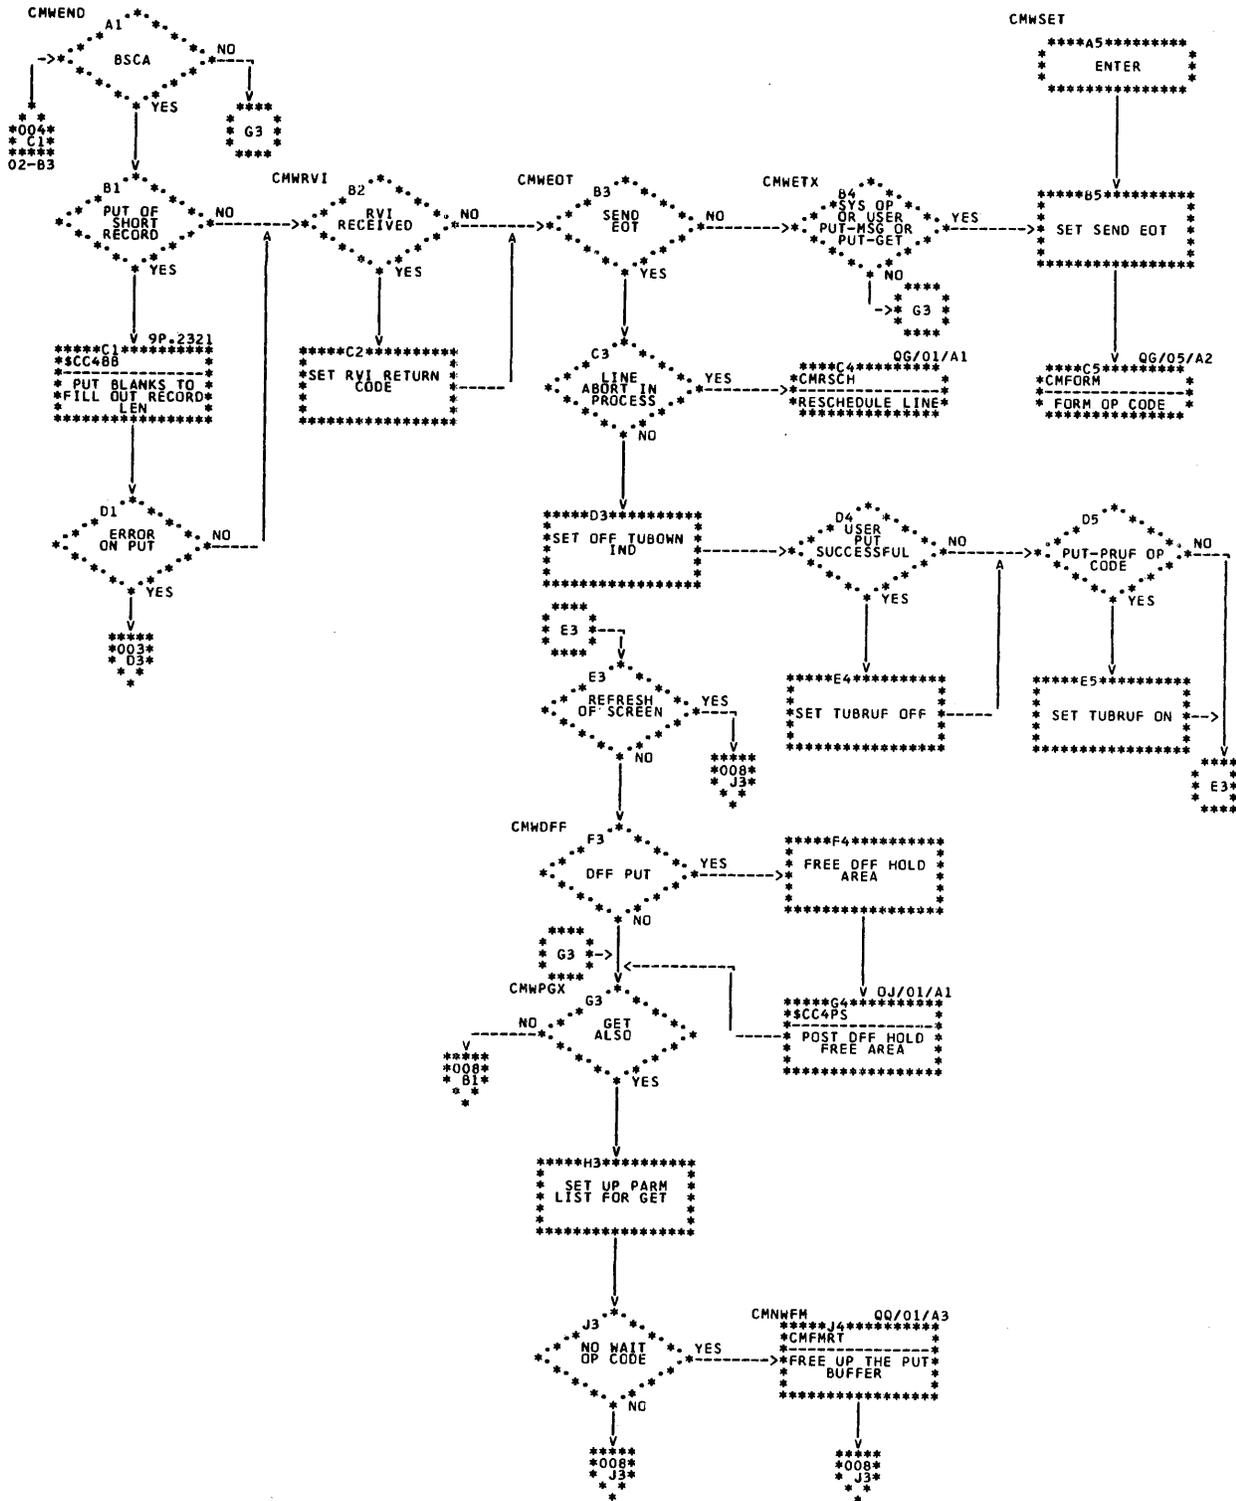 CMWEND
A1
BSCA
NO
YES
004
C1
02-B3
G3
CMWSET
A5
ENTER
B1
PUT OF
SHORT
RECORD
NO
YES
CMWRVI
B2
RVI
RECEIVED
NO
YES
CMWEOT
B3
SEND
EOT
NO
YES
CMWETX
B4
SYS OP
OR USER
PUT-MSG OR
PUT-GET
YES
NO
G3
B5
SET SEND EOT
9P.2321
C1
$CC4BB
PUT BLANKS TO
FILL OUT RECORD
LEN
C2
SET RVI RETURN
CODE
C3
LINE
ABORT IN
PROCESS
YES
NO
QG/01/A1
C4
CMRSCH
RESCHEDULE LINE
QG/05/A2
C5
CMFORM
FORM OP CODE
D1
ERROR
ON PUT
NO
YES
003
D3
D3
SET OFF TUBOWN
IND
D4
USER
PUT
SUCCESSFUL
NO
YES
D5
PUT-PRUF OP
CODE
NO
YES
E3
E3
REFRESH
OF SCREEN
YES
NO
008
J3
E4
SET TUBRUF OFF
E5
SET TUBRUF ON
E3
CMWDFF
F3
DFF PUT
YES
NO
F4
FREE DFF HOLD
AREA
G3
CMWPGX
G3
GET
ALSO
NO
YES
008
B1
OJ/01/A1
G4
$CC4PS
POST DFF HOLD
FREE AREA
H3
SET UP PARM
LIST FOR GET
J3
NO WAIT
OP CODE
YES
NO
CMNWFM
QQ/01/A3
J4
CMFMRT
FREE UP THE PUT
BUFFER
008
J3
008
J3